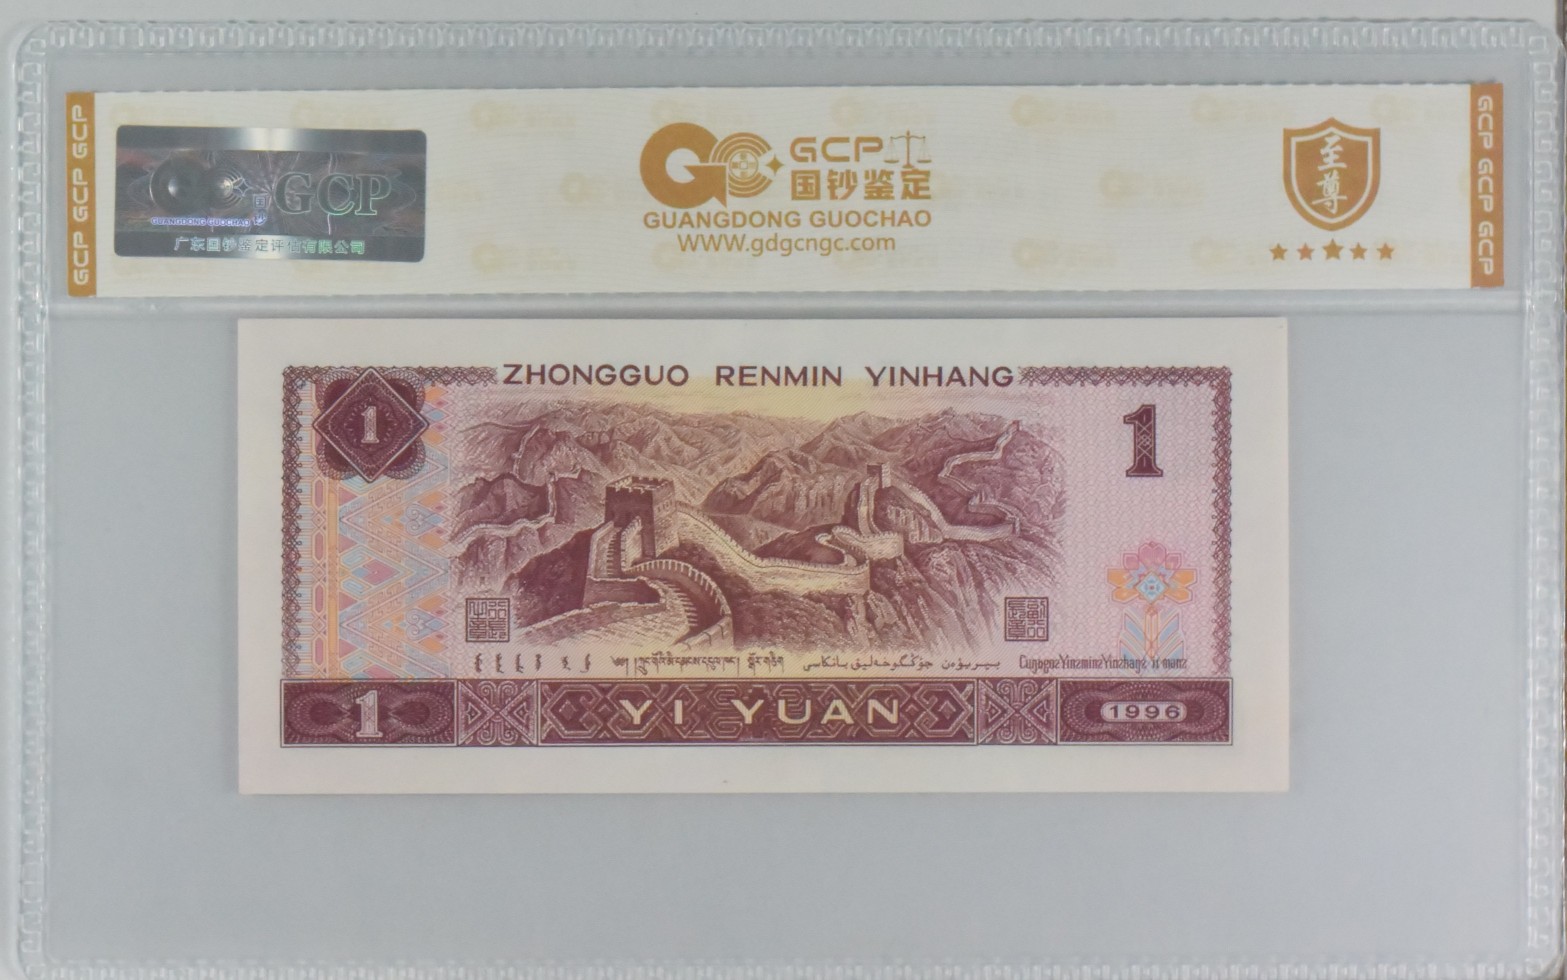 GCP GCP GCP
GCP
GUANGDONG GUOCHAO
广东国钞鉴定评估有限公司
GCP
国钞鉴定
GUANGDONG GUOCHAO
WWW.gdgcngc.com
至尊
GCP GCP GCP
ZHONGGUO RENMIN YINHANG
1
1
1
YI YUAN
1996